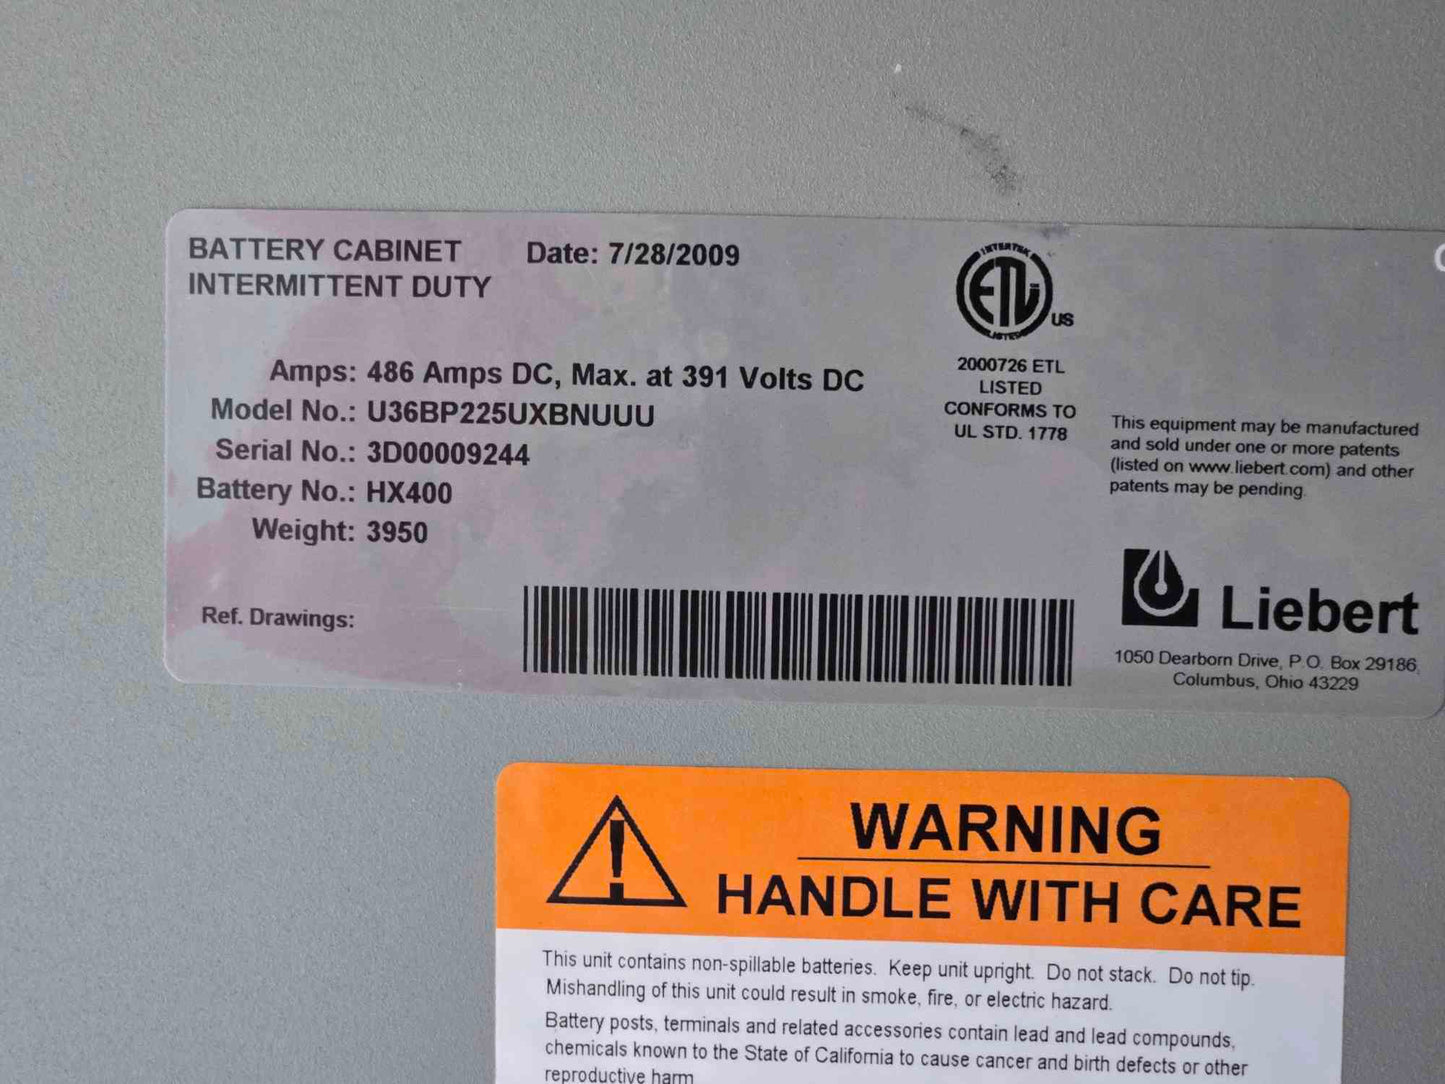 BATTERY CABINET Date: 7/28/2009
INTERMITTENT DUTY
Amps: 486 Amps DC, Max. at 391 Volts DC
Model No.: U36BP225UXBNUUU
Serial No.: 3D00009244
Battery No.: HX400
Weight: 3950
Ref. Drawings:
INTERTEK
ETL
LISTED
US
2000726 ETL
LISTED
CONFORMS TO
UL STD. 1778
This equipment may be manufactured
and sold under one or more patents
(listed on www.liebert.com) and other
patents may be pending.
Liebert
1050 Dearborn Drive, P.O. Box 29186,
Columbus, Ohio 43229
WARNING
HANDLE WITH CARE
This unit contains non-spillable batteries. Keep unit upright. Do not stack. Do not tip.
Mishandling of this unit could result in smoke, fire, or electric hazard.
Battery posts, terminals and related accessories contain lead and lead compounds,
chemicals known to the State of California to cause cancer and birth defects or other
reproductive harm